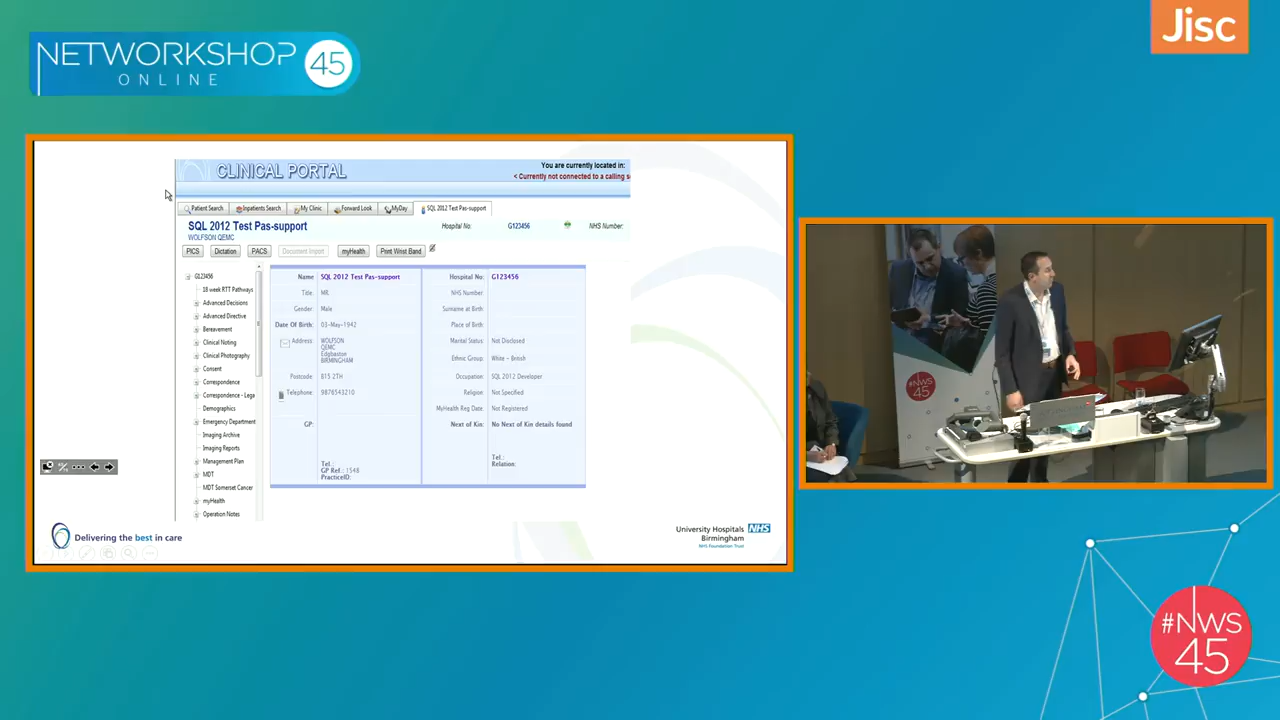 NETWORKSHOP
ONLINE
45
Jisc
CLINICAL PORTAL
You are currently located in:
< Currently not connected to a calling s
Patient Search
Inpatients Search
My Clinic
Forward Look
MyDay
SQL 2012 Test Pas-support
SQL 2012 Test Pas-support
Hospital No:
G123456
NHS Number:
WOLFSON QEMC
PICS
Dictation
PACS
Document Import
myHealth
Print Wrist Band
G123456
18 week RTT Pathways
Advanced Decisions
Advanced Directive
Bereavement
Clinical Noting
Clinical Photography
Consent
Correspondence
Correspondence - Lega
Demographics
Emergency Department
Imaging Archive
Imaging Reports
Management Plan
MDT
MDT Somerset Cancer
myHealth
Operation Notes
Name SQL 2012 Test Pas-support
Title: MR.
Gender: Male
Date Of Birth: 03-May-1942
Address WOLFSON
QEMC
Edgbaston
BIRMINGHAM
Postcode B15 2TH
Telephone 9876543210
GP:
Tel :
GP Ref.: 1548
PracticeID:
Hospital No: G123456
NHS Number:
Surname at Birth:
Place of Birth:
Marital Status: Not Disclosed
Ethnic Group: White - British
Occupation: SQL 2012 Developer
Religion: Not Specified
MyHealth Reg Date: Not Registered
Next of Kin: No Next of Kin details found
Tel :
Relation:
Delivering the best in care
University Hospitals NHS
Birmingham
NHS Foundation Trust
#NWS
45
#NWS
45